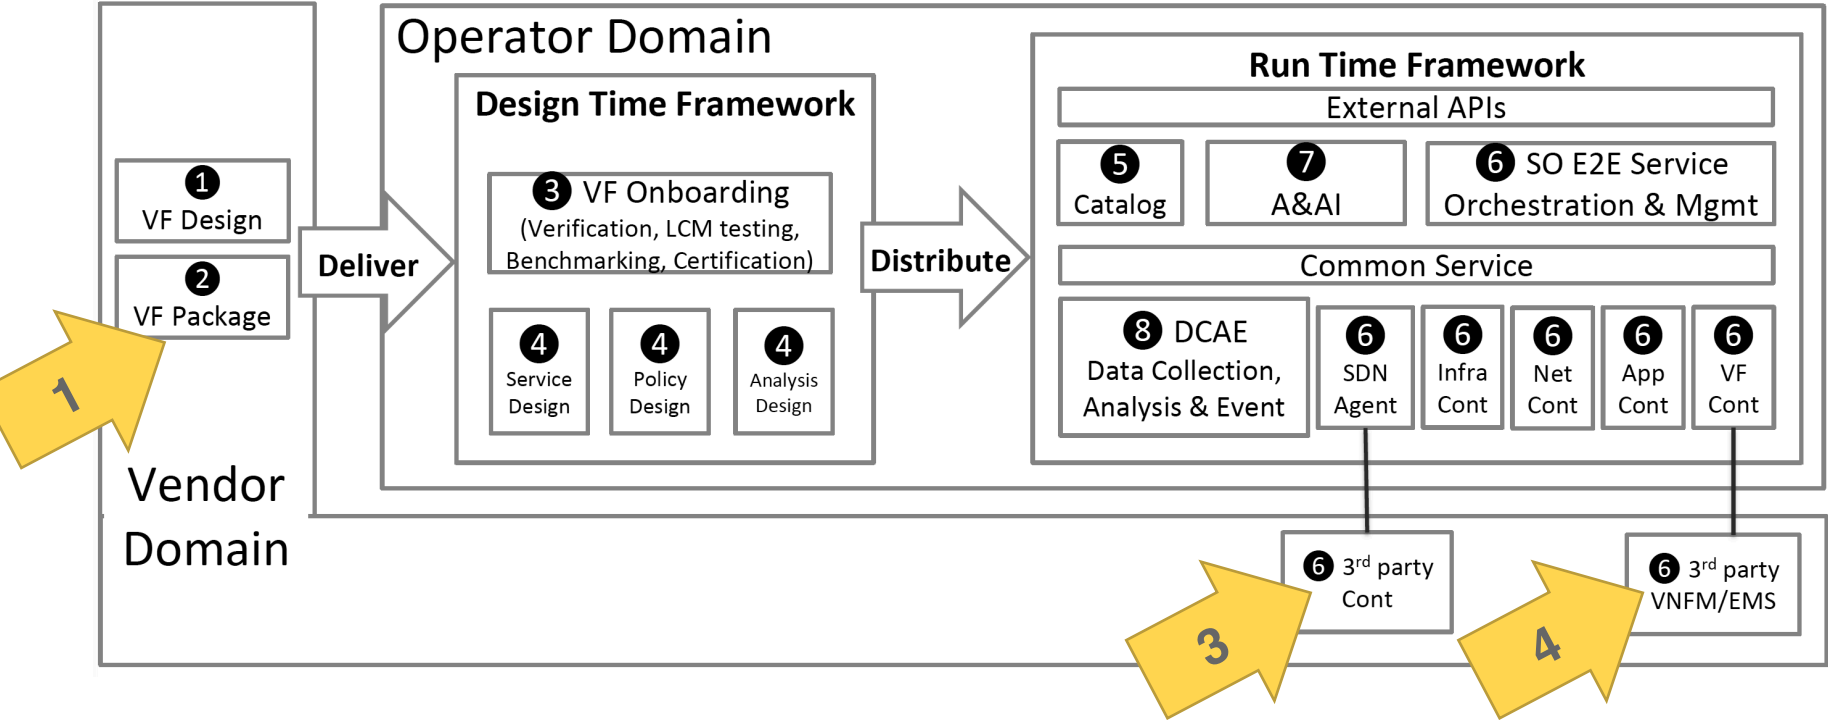 Operator Domain
Design Time Framework
Run Time Framework
External APIs
1
VF Design
2
VF Package
1
Vendor
Domain
Deliver
3 VF Onboarding
(Verification, LCM testing,
Benchmarking, Certification)
4
Service
Design
4
Policy
Design
4
Analysis
Design
Distribute
5
Catalog
7
A&AI
6 SO E2E Service
Orchestration & Mgmt
Common Service
8 DCAE
Data Collection,
Analysis & Event
6
SDN
Agent
6
Infra
Cont
6
Net
Cont
6
App
Cont
6
VF
Cont
6 3rd party
Cont
3
6 3rd party
VNFM/EMS
4